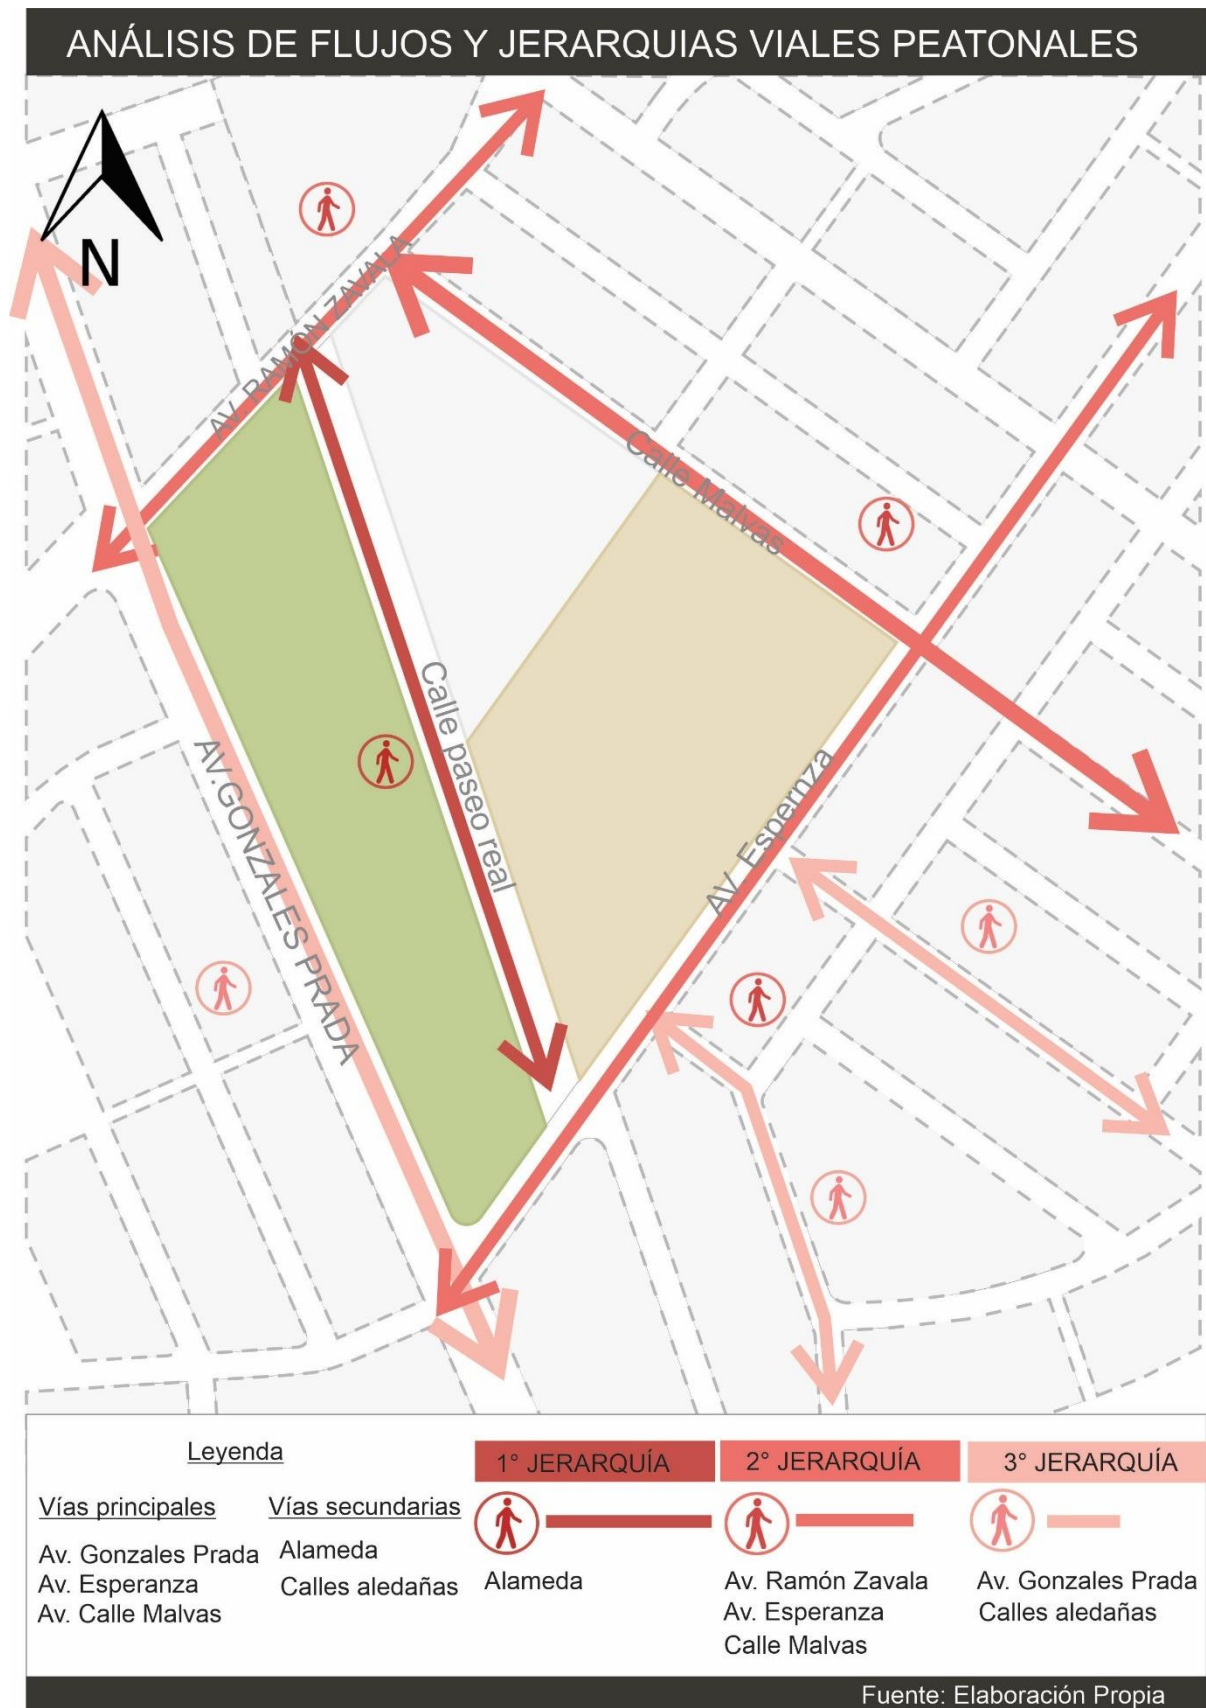 ANÁLISIS DE FLUJOS Y JERARQUIAS VIALES PEATONALES
N
AV. RAMON ZAVALA
Calle Malvas
Calle paseo real
AV. Espernza
AV.GONZALES PRADA
Leyenda
Vías principales
Av. Gonzales Prada
Av. Esperanza
Av. Calle Malvas
Vías secundarias
Alameda
Calles aledañas
1° JERARQUÍA
Alameda
2° JERARQUÍA
Av. Ramón Zavala
Av. Esperanza
Calle Malvas
3° JERARQUÍA
Av. Gonzales Prada
Calles aledañas
Fuente: Elaboración Propia